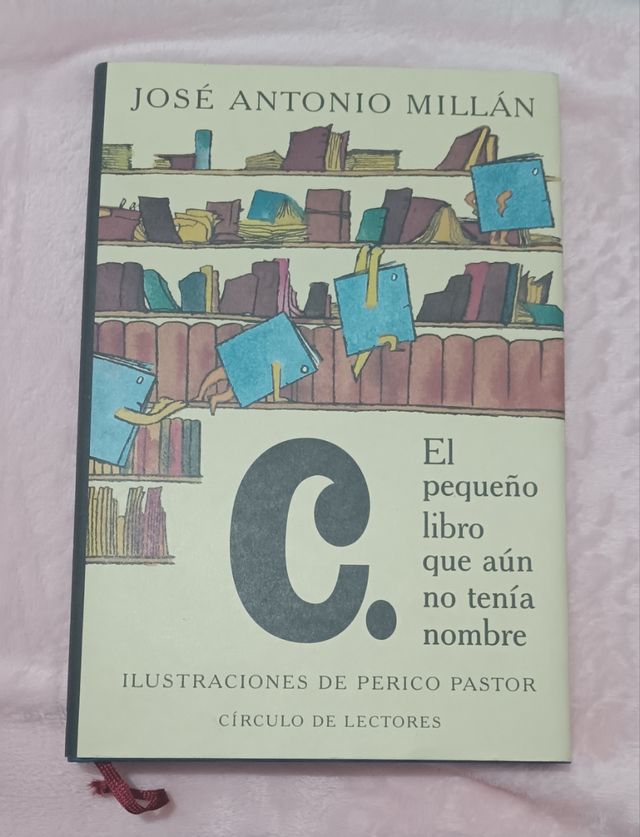 JOSÉ ANTONIO MILLÁN
C.
El
pequeño
libro
que aún
no tenía
nombre
ILUSTRACIONES DE PERICO PASTOR
CÍRCULO DE LECTORES